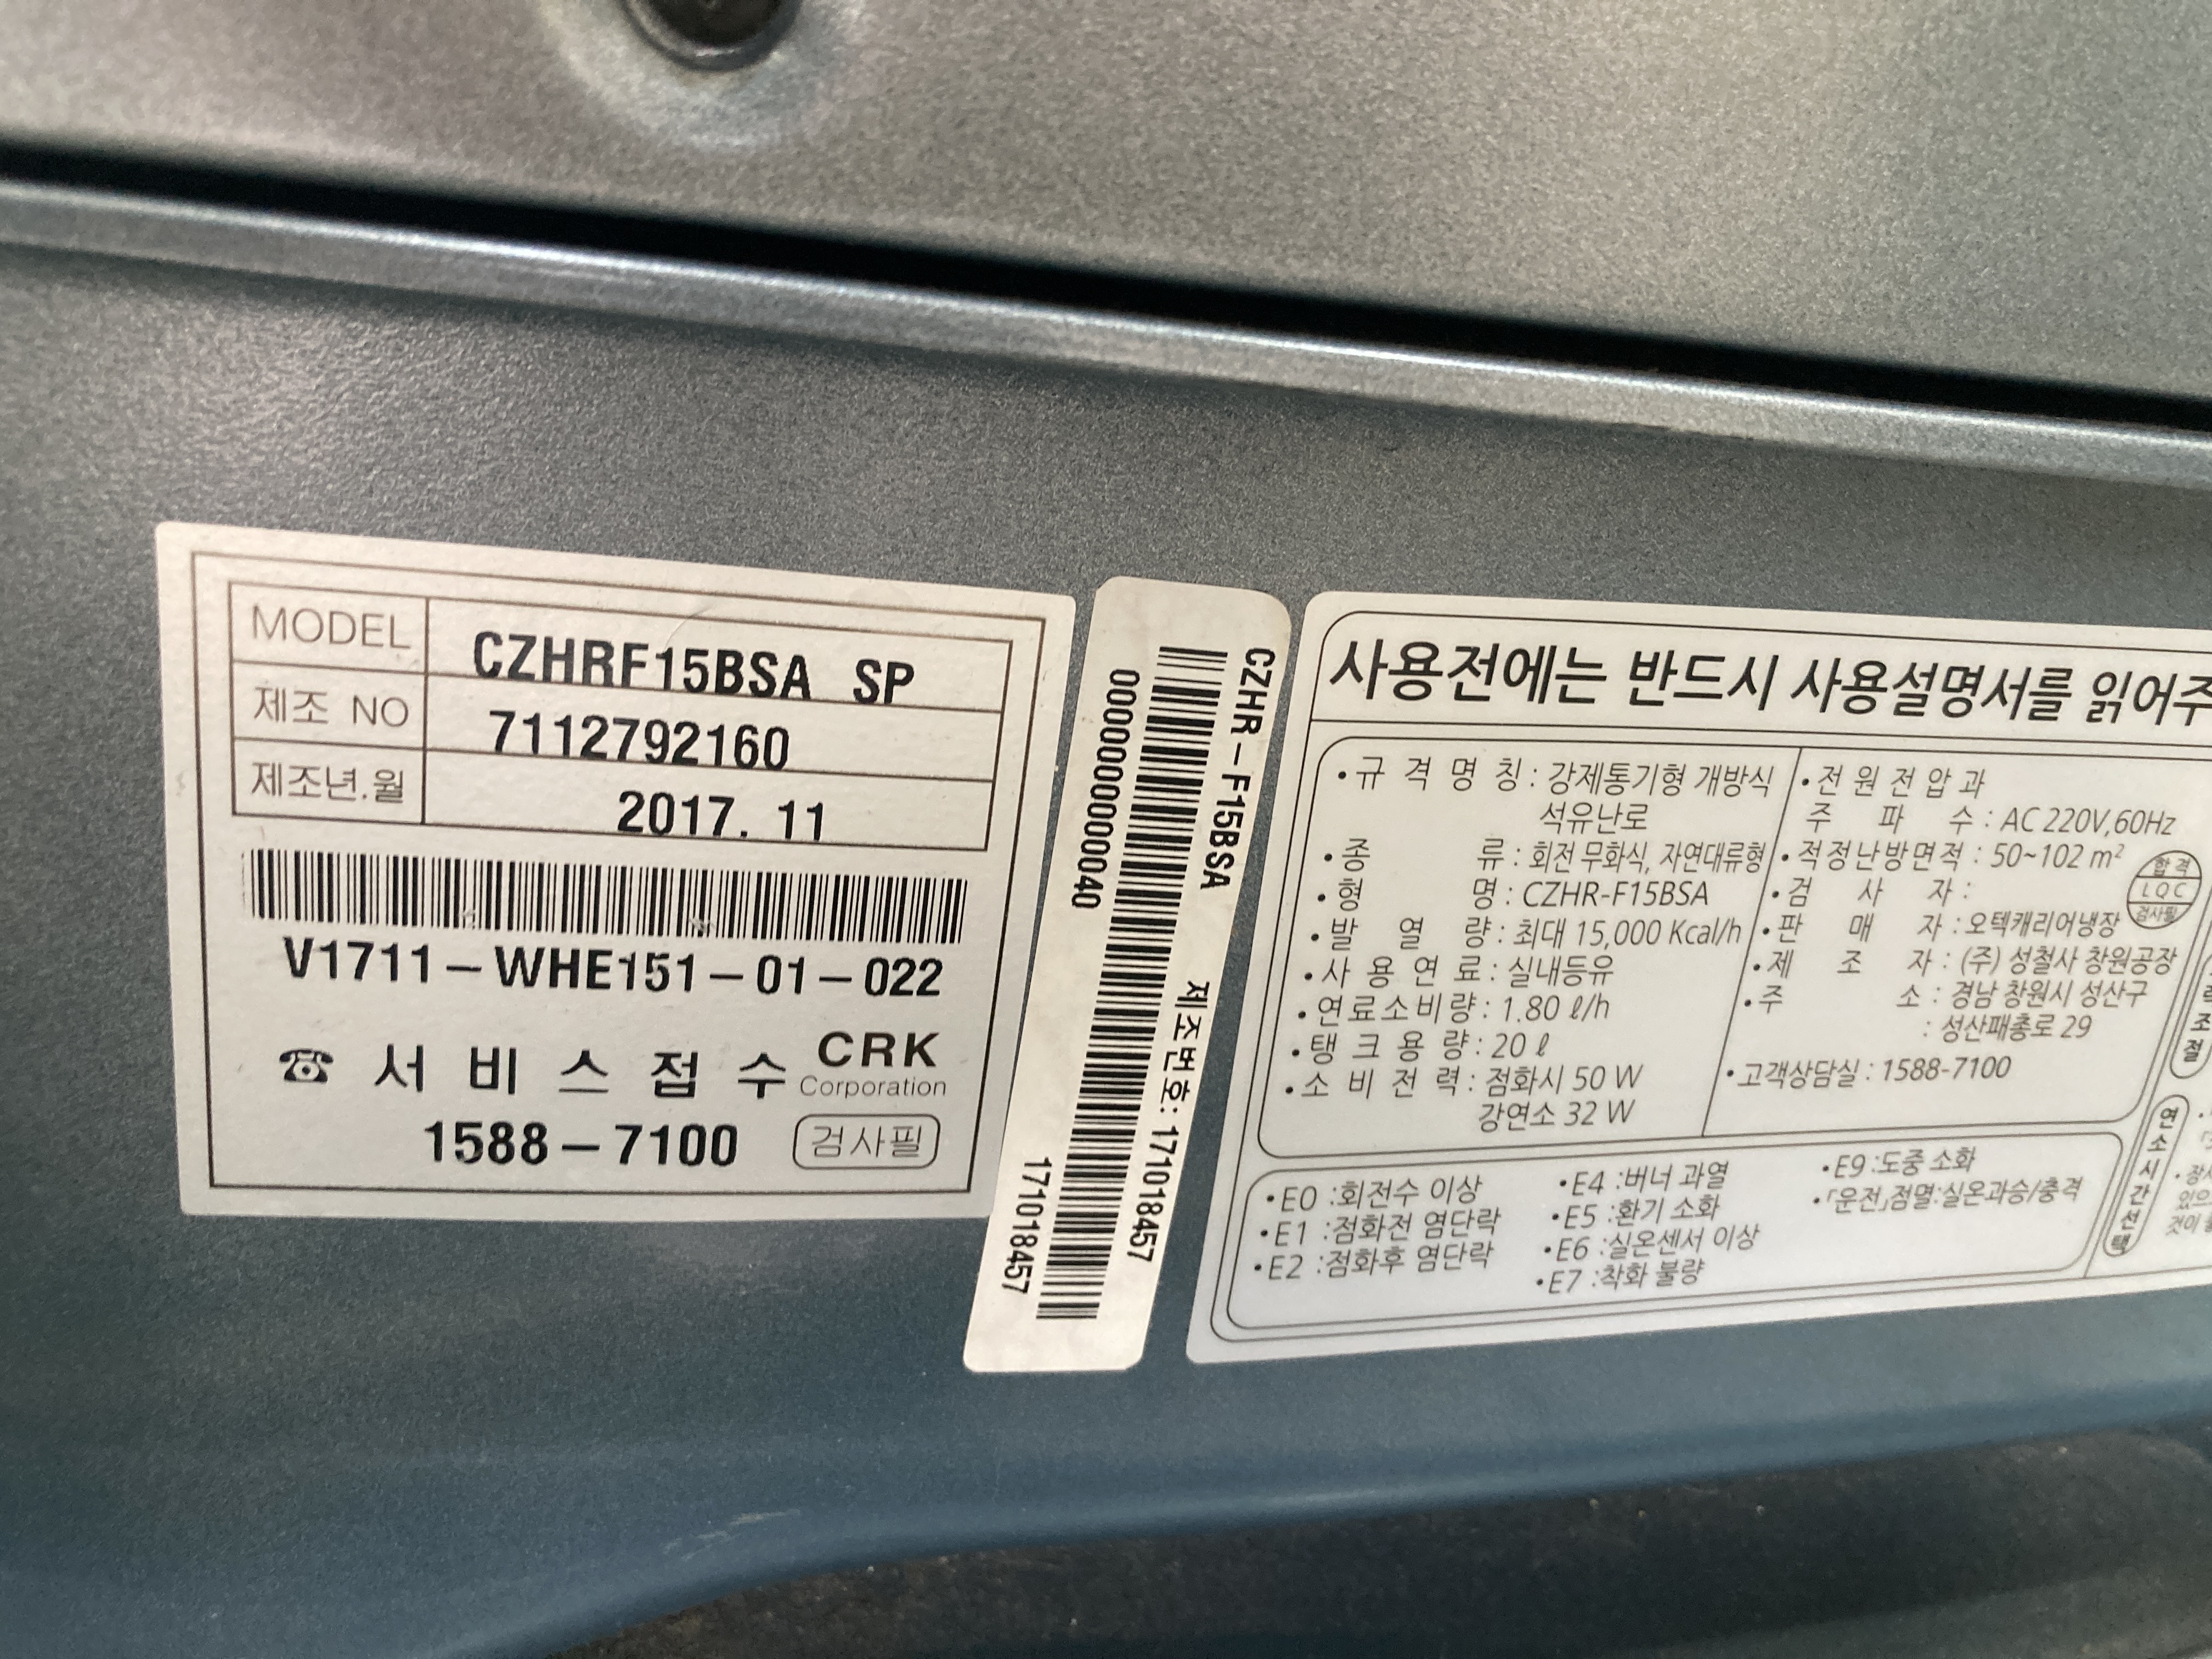 MODEL CZHRF15BSA SP
제조 NO 7112792160
제조년.월 2017. 11
V1711-WHE151-01-022
☎ 서 비 스 접 수
CRK
Corporation
1588-7100 검사필
CZHR-F15BSA 제조번호: 171018457
00000000000040 171018457
사용전에는 반드시 사용설명서를 읽어주
•규 격 명 칭 : 강제통기형 개방식
석유난로
•종 류 : 회전 무화식, 자연대류형
•형 명 : CZHR-F15BSA
•발 열 량 : 최대 15,000 Kcal/h
•사 용 연 료 : 실내등유
•연료소비량 : 1.80 ℓ/h
•탱 크 용 량 : 20 ℓ
•소 비 전 력 : 점화시 50 W
강연소 32 W
•전 원 전 압 과
주 파 수 : AC 220V,60Hz
•적정난방면적 : 50~102 m²
•검 사 자 :
합격
LQC
검사필
•판 매 자 : 오텍캐리어냉장
•제 조 자 : (주) 성철사 창원공장
•주 소 : 경남 창원시 성산구
: 성산패총로 29
•고객상담실 : 1588-7100
•E0 :회전수 이상
•E1 :점화전 염단락
•E2 :점화후 염단락
•E4 :버너 과열
•E5 :환기 소화
•E6 :실온센서 이상
•E7 :착화 불량
•E9 :도중 소화
•「운전」점멸:실온과승/충격
조절
연소시간선택